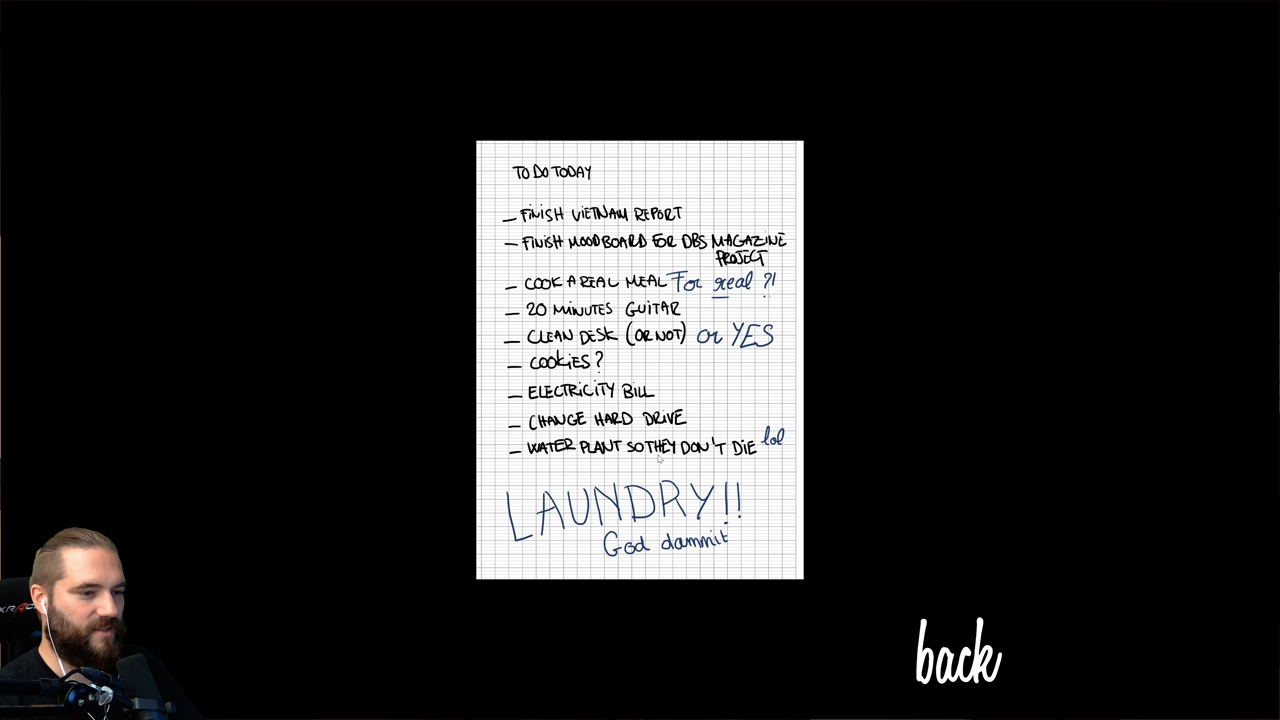 TO DO TODAY
– FINISH VIETNAM REPORT
– FINISH MOODBOARD FOR DBS MAGAZINE
PROJECT
– COOK A REAL MEAL For real ?!
– 20 MINUTES GUITAR
– CLEAN DESK (OR NOT) or YES
– COOKIES?
– ELECTRICITY BILL
– CHANGE HARD DRIVE
– WATER PLANT SO THEY DON'T DIE lol
LAUNDRY!!
God dammit
back